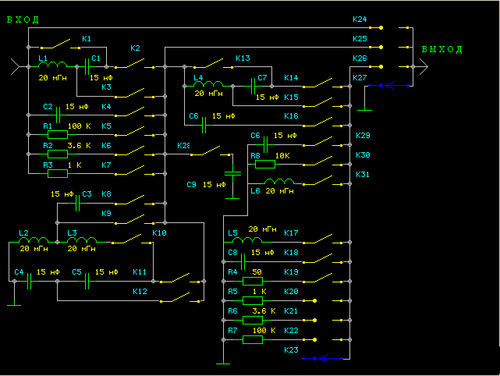 ВХОД
K24
K1
K25
ВЫХОД
L1
C1
K2
K26
K13
20 мГн
15 нФ
L4
C7
K14
K27
K3
20 мГн
15 нФ
K15
C2
15 нФ
K4
C6
K16
R1
100 K
K5
15 нФ
R2
3.6 K
K6
K28
C6
15 нФ
K29
R3
1 K
K7
R8
10K
K30
C9
15 нФ
L6
20 мГн
K31
15 нФ
C3
K8
K9
L2
L3
K10
L5
20 мГн
K17
20 мГн
20 мГн
C8
15 нФ
K18
C4
15 нФ
C5
15 нФ
K11
R4
50
K19
K12
R5
1 K
K20
R6
3.6 K
K21
R7
100 K
K22
K23